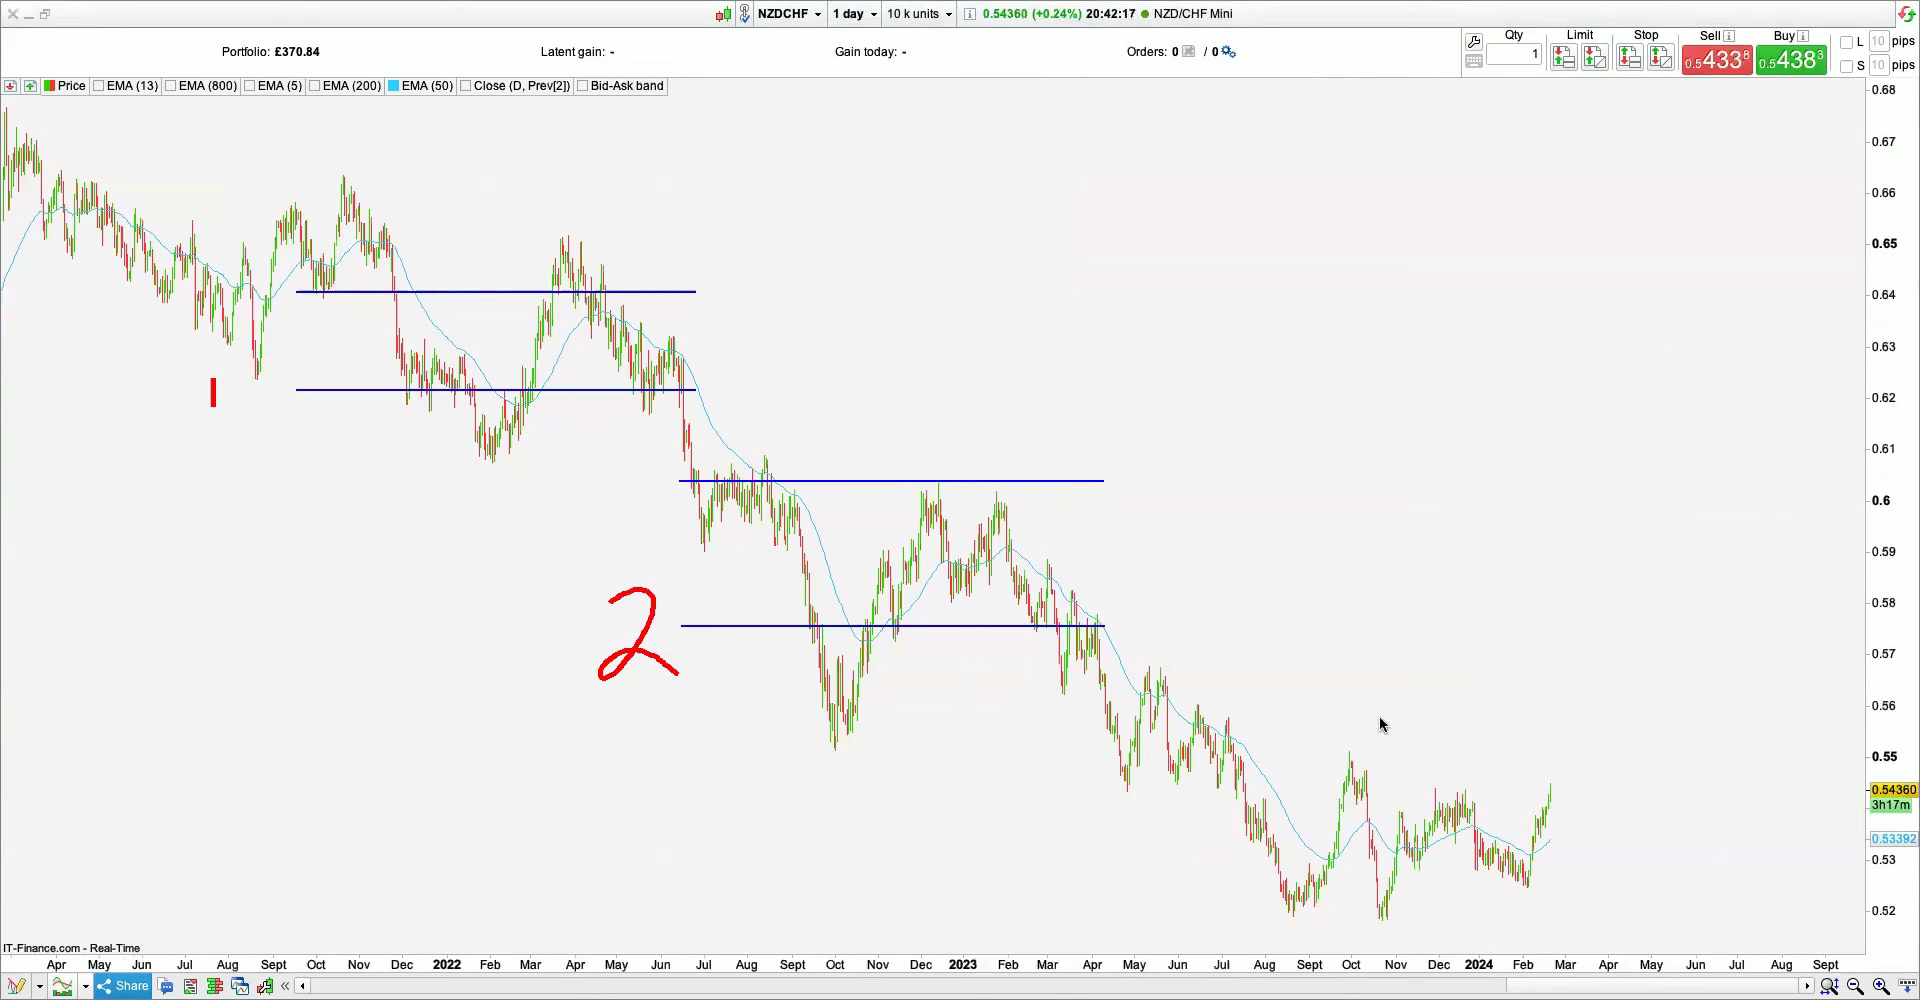 NZDCHF 1 day 10 k units 0.54360 (+0.24%) 20:42:17 NZD/CHF Mini
Portfolio: £370.84 Latent gain: - Gain today: - Orders: 0 / 0
Qty Limit Stop Sell Buy L 10 pips
1 0.5433⁸ 0.5438³ S 10 pips
Price EMA (13) EMA (800) EMA (5) EMA (200) EMA (50) Close (D, Prev[2]) Bid-Ask band
0.68
0.67
0.66
0.65
0.64
0.63
0.62
1
0.61
0.6
0.59
0.58
2
0.57
0.56
0.55
0.54360
3h17m
0.53392
0.53
0.52
IT-Finance.com - Real-Time
Apr May Jun Jul Aug Sept Oct Nov Dec 2022 Feb Mar Apr May Jun Jul Aug Sept Oct Nov Dec 2023 Feb Mar Apr May Jun Jul Aug Sept Oct Nov Dec 2024 Feb Mar Apr May Jun Jul Aug Sept
Share